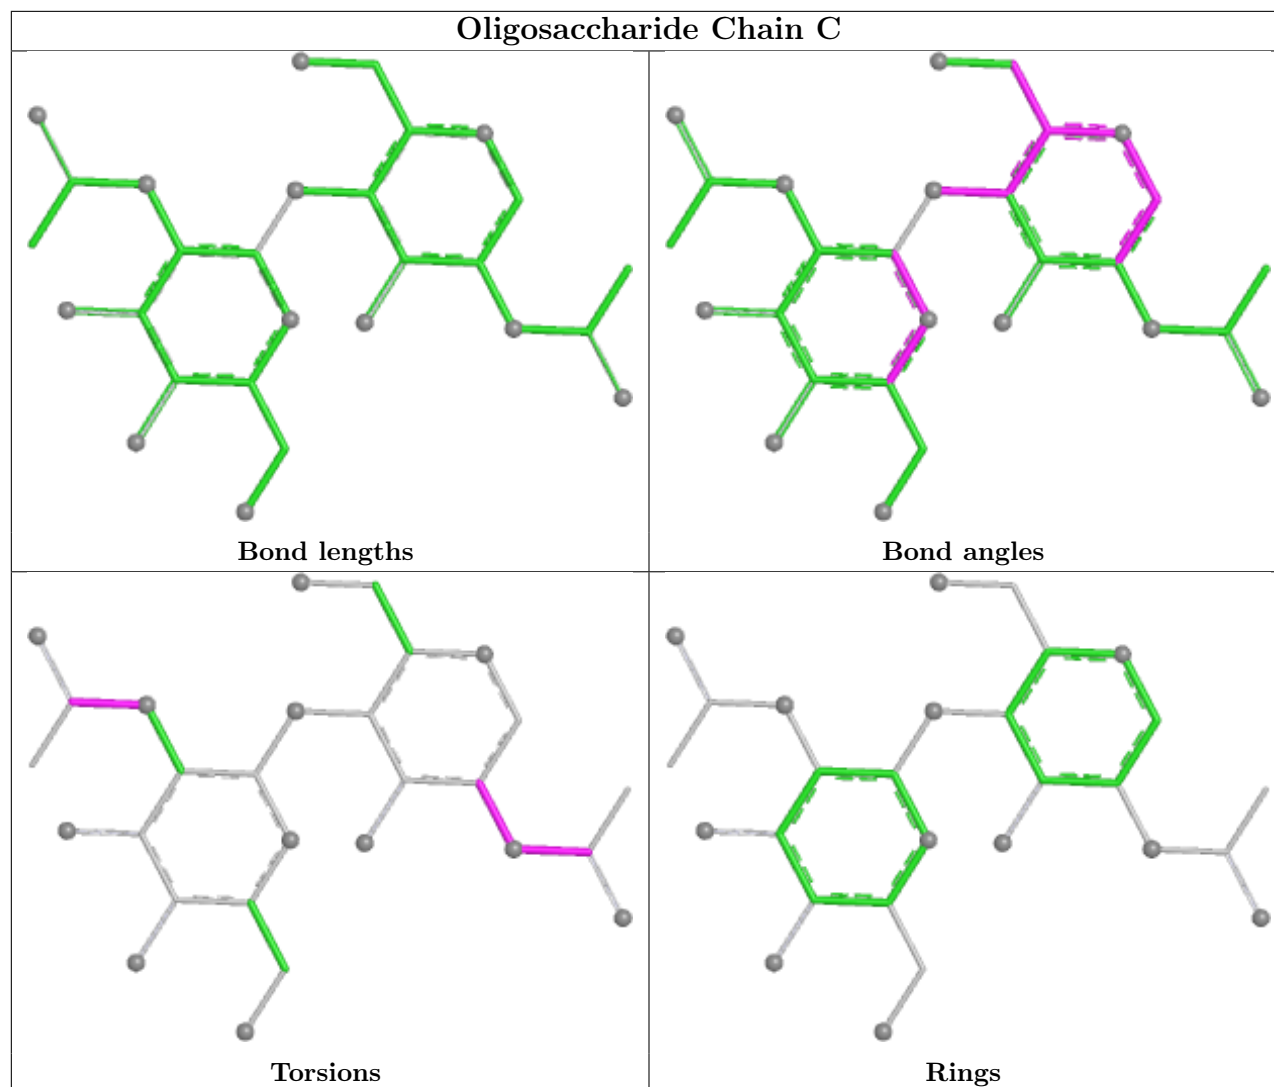 Oligosaccharide Chain C
Bond lengths
Bond angles
Torsions
Rings